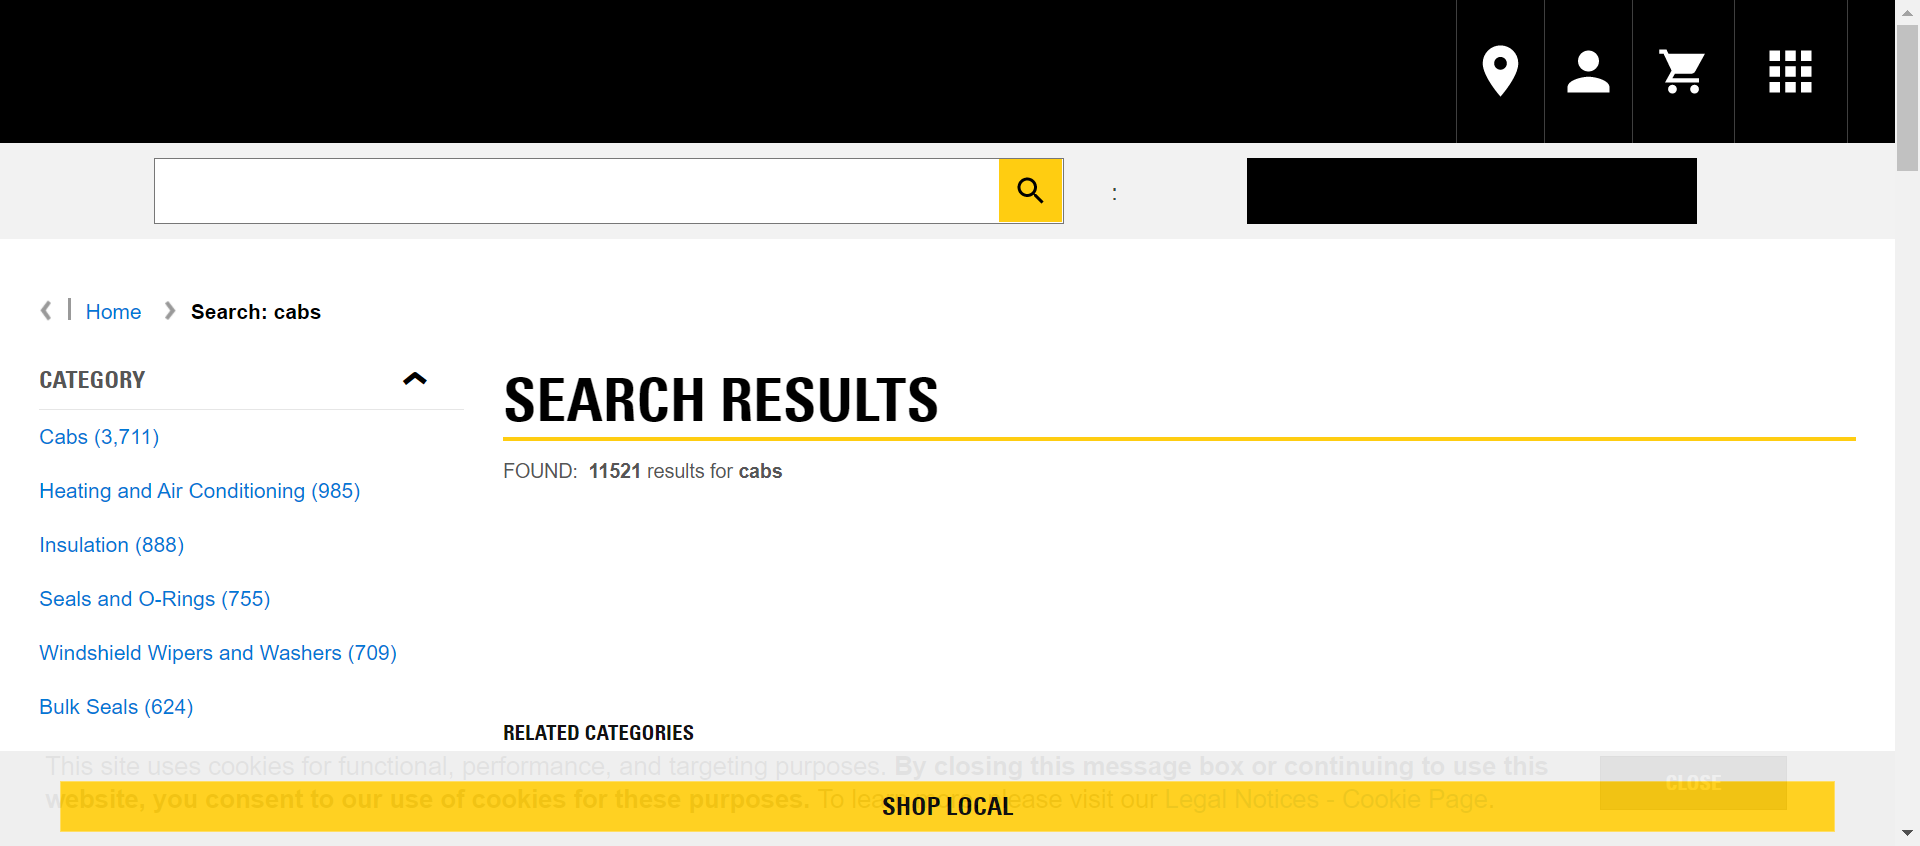 :
Home
Search: cabs
CATEGORY
Cabs (3,711)
Heating and Air Conditioning (985)
Insulation (888)
Seals and O-Rings (755)
Windshield Wipers and Washers (709)
Bulk Seals (624)
SEARCH RESULTS
FOUND: 11521 results for cabs
RELATED CATEGORIES
This site uses cookies for functional, performance, and targeting purposes. By closing this message box or continuing to use this
website, you consent to our use of cookies for these purposes. To learn more, please visit our Legal Notices - Cookie Page.
CLOSE
SHOP LOCAL